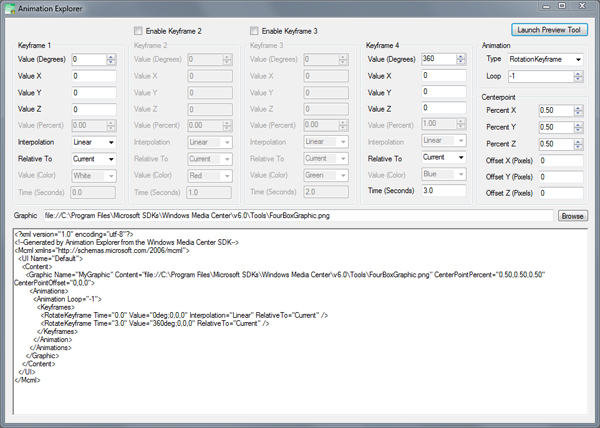 Animation Explorer
Enable Keyframe 2
Enable Keyframe 3
Launch Preview Tool
Keyframe 1
Value (Degrees) 0
Value X 0
Value Y 0
Value Z 0
Value (Percent) 0.00
Interpolation Linear
Relative To Current
Value (Color) White
Time (Seconds) 0.0
Keyframe 2
Value (Degrees) 0
Value X 0
Value Y 0
Value Z 0
Value (Percent) 0.00
Interpolation Linear
Relative To Current
Value (Color) Red
Time (Seconds) 1.0
Keyframe 3
Value (Degrees) 0
Value X 0
Value Y 0
Value Z 0
Value (Percent) 0.00
Interpolation Linear
Relative To Current
Value (Color) Green
Time (Seconds) 2.0
Keyframe 4
Value (Degrees) 360
Value X 0
Value Y 0
Value Z 0
Value (Percent) 1.00
Interpolation Linear
Relative To Current
Value (Color) Blue
Time (Seconds) 3.0
Animation
Type RotationKeyframe
Loop -1
Centerpoint
Percent X 0.50
Percent Y 0.50
Percent Z 0.50
Offset X (Pixels) 0
Offset Y (Pixels) 0
Offset Z (Pixels) 0
Graphic file://C:\Program Files\Microsoft SDKs\Windows Media Center\v6.0\Tools\FourBoxGraphic.png Browse
<?xml version="1.0" encoding="utf-8"?>
<!--Generated by Animation Explorer from the Windows Media Center SDK-->
<Mcml xmlns="http://schemas.microsoft.com/2006/mcml">
<UI Name="Default">
<Content>
<Graphic Name="MyGraphic" Content="file://C:\Program Files\Microsoft SDKs\Windows Media Center\v6.0\Tools\FourBoxGraphic.png" CenterPointPercent="0.50,0.50,0.50"
CenterPointOffset="0,0,0">
<Animations>
<Animation Loop="-1">
<Keyframes>
<RotateKeyframe Time="0.0" Value="0deg;0,0,0" Interpolation="Linear" RelativeTo="Current" />
<RotateKeyframe Time="3.0" Value="360deg;0,0,0" RelativeTo="Current" />
</Keyframes>
</Animation>
</Animations>
</Graphic>
</Content>
</UI>
</Mcml>